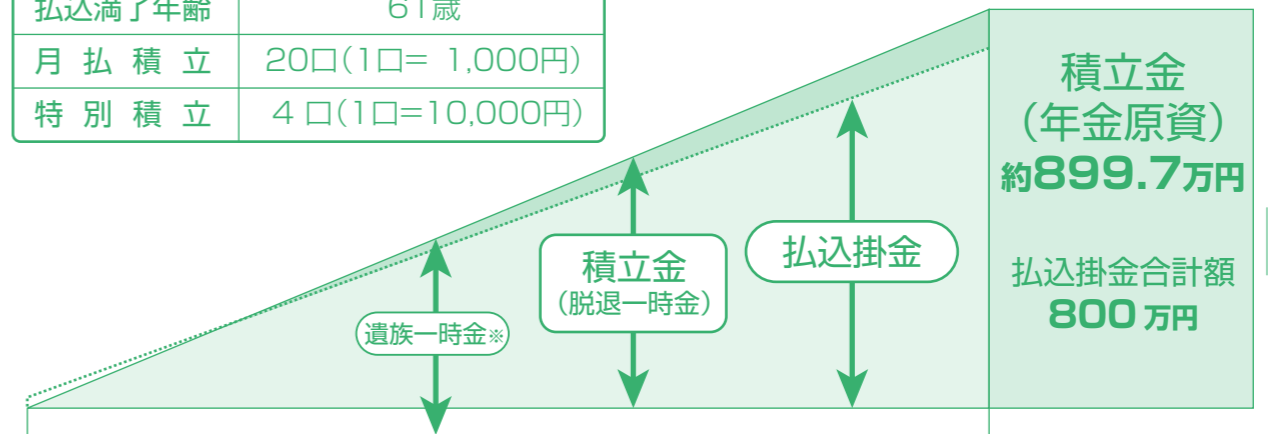 払込満了年齢 61歳
月払積立 20口(1口= 1,000円)
特別積立 4口(1口=10,000円)
積立金
(年金原資)
約899.7万円
払込掛金
積立金
(脱退一時金)
払込掛金合計額
800万円
遺族一時金※